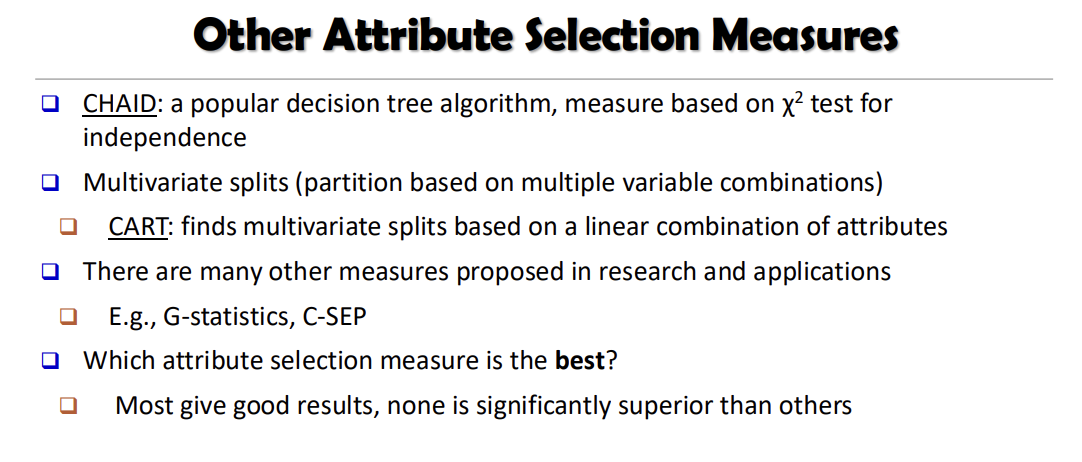 Other Attribute Selection Measures
CHAID: a popular decision tree algorithm, measure based on χ² test for
independence
Multivariate splits (partition based on multiple variable combinations)
CART: finds multivariate splits based on a linear combination of attributes
There are many other measures proposed in research and applications
E.g., G-statistics, C-SEP
Which attribute selection measure is the best?
Most give good results, none is significantly superior than others